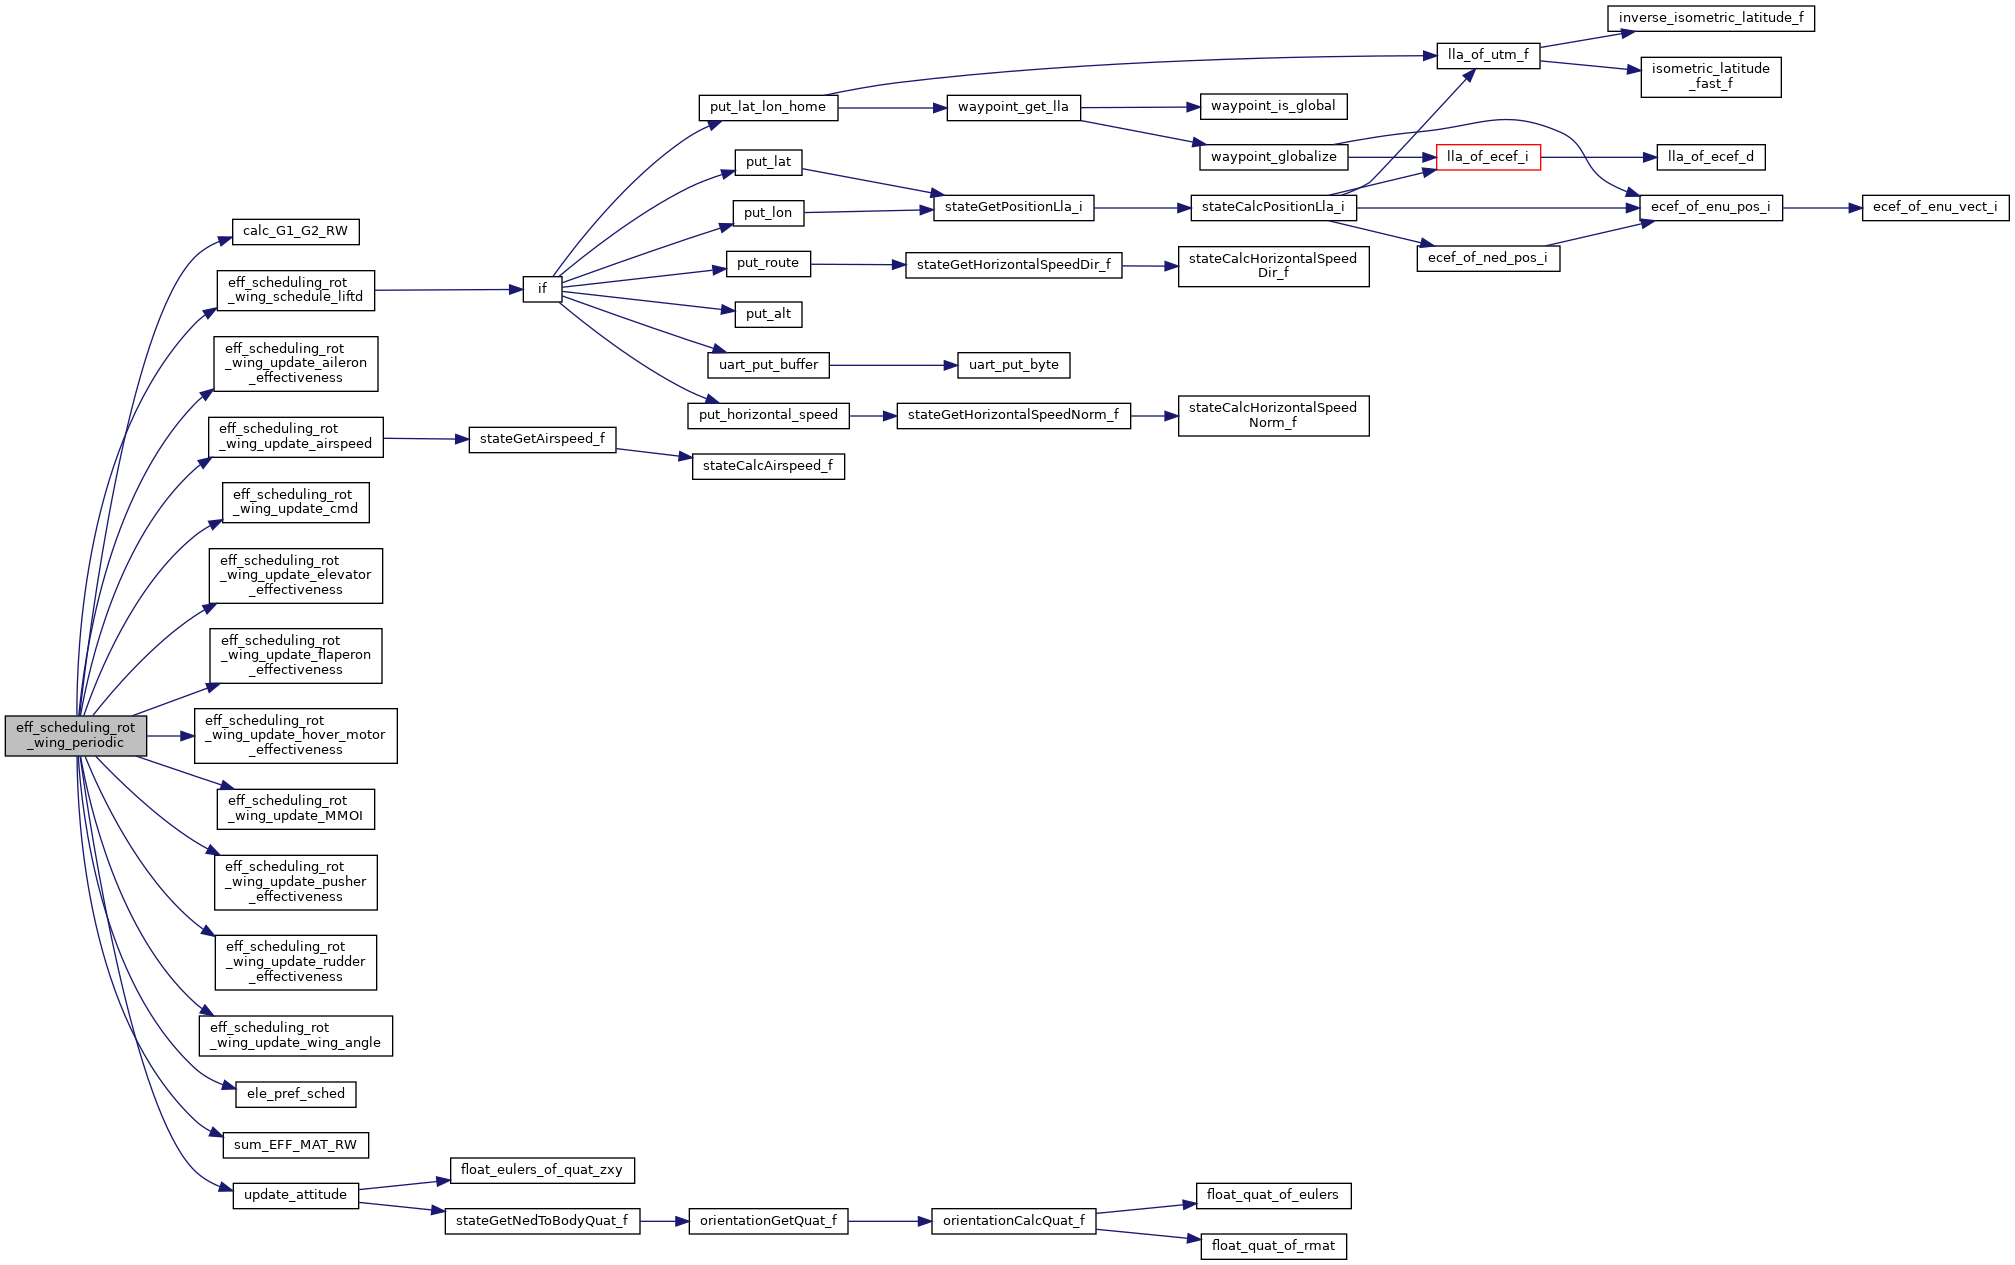 eff_scheduling_rot
_wing_periodic
calc_G1_G2_RW
eff_scheduling_rot
_wing_schedule_liftd
eff_scheduling_rot
_wing_update_aileron
_effectiveness
eff_scheduling_rot
_wing_update_airspeed
eff_scheduling_rot
_wing_update_cmd
eff_scheduling_rot
_wing_update_elevator
_effectiveness
eff_scheduling_rot
_wing_update_flaperon
_effectiveness
eff_scheduling_rot
_wing_update_hover_motor
_effectiveness
eff_scheduling_rot
_wing_update_MMOI
eff_scheduling_rot
_wing_update_pusher
_effectiveness
eff_scheduling_rot
_wing_update_rudder
_effectiveness
eff_scheduling_rot
_wing_update_wing_angle
ele_pref_sched
sum_EFF_MAT_RW
update_attitude
if
stateGetAirspeed_f
stateCalcAirspeed_f
float_eulers_of_quat_zxy
stateGetNedToBodyQuat_f
orientationGetQuat_f
orientationCalcQuat_f
float_quat_of_eulers
float_quat_of_rmat
put_lat_lon_home
put_lat
put_lon
put_route
put_alt
uart_put_buffer
put_horizontal_speed
waypoint_get_lla
stateGetPositionLla_i
stateGetHorizontalSpeedDir_f
uart_put_byte
stateGetHorizontalSpeedNorm_f
waypoint_is_global
waypoint_globalize
stateCalcPositionLla_i
stateCalcHorizontalSpeed
Dir_f
stateCalcHorizontalSpeed
Norm_f
lla_of_utm_f
lla_of_ecef_i
ecef_of_ned_pos_i
inverse_isometric_latitude_f
isometric_latitude
_fast_f
lla_of_ecef_d
ecef_of_enu_pos_i
ecef_of_enu_vect_i